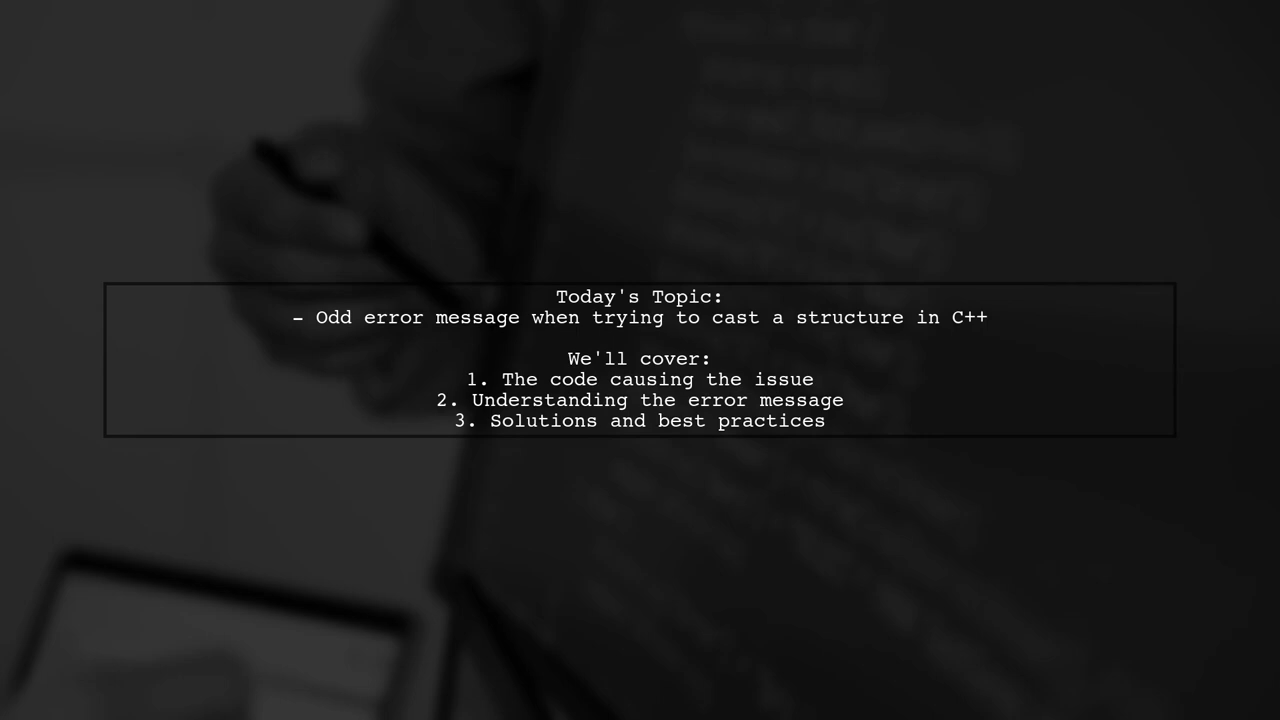 Today's Topic:
– Odd error message when trying to cast a structure in C++
We'll cover:
1. The code causing the issue
2. Understanding the error message
3. Solutions and best practices